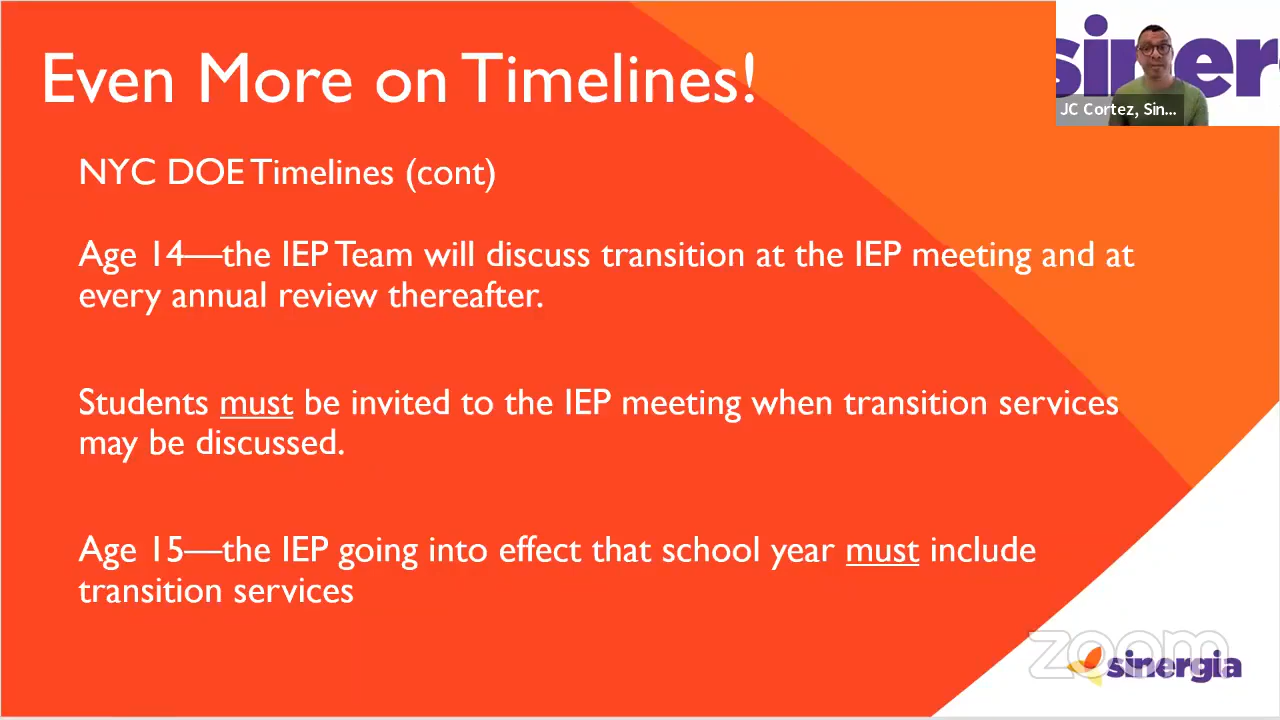 Even More on Timelines!
siner
JC Cortez, Sin...
NYC DOE Timelines (cont)
Age 14—the IEP Team will discuss transition at the IEP meeting and at
every annual review thereafter.
Students must be invited to the IEP meeting when transition services
may be discussed.
Age 15—the IEP going into effect that school year must include
transition services
zoom
sinergia